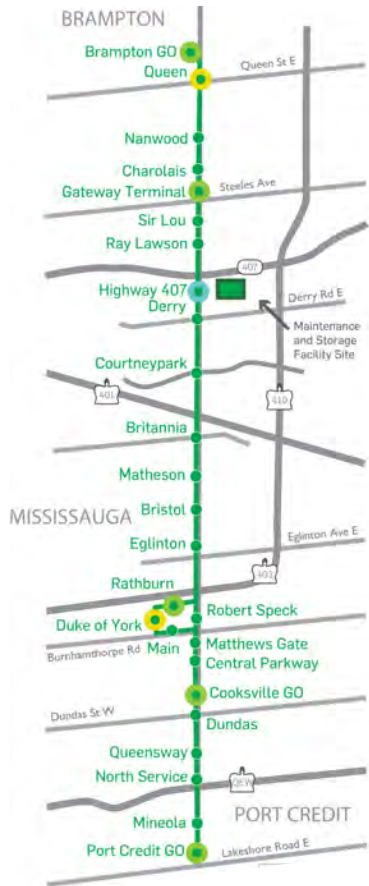 BRAMPTON
Brampton GO
Queen
Queen St E
Nanwood
Charolais
Gateway Terminal
Steeles Ave
Sir Lou
Ray Lawson
407
Highway 407
Derry
Derry Rd E
Maintenance
and Storage
Facility Site
Courtneypark
401
410
Britannia
Matheson
Bristol
MISSISSAUGA
Eglinton
Eglinton Ave E
403
Rathburn
Duke of York
Robert Speck
Main
Burnhamthorpe Rd
Matthews Gate
Central Parkway
Cooksville GO
Dundas St W
Dundas
Queensway
North Service
QEW
Mineola
PORT CREDIT
Port Credit GO
Lakeshore Road E